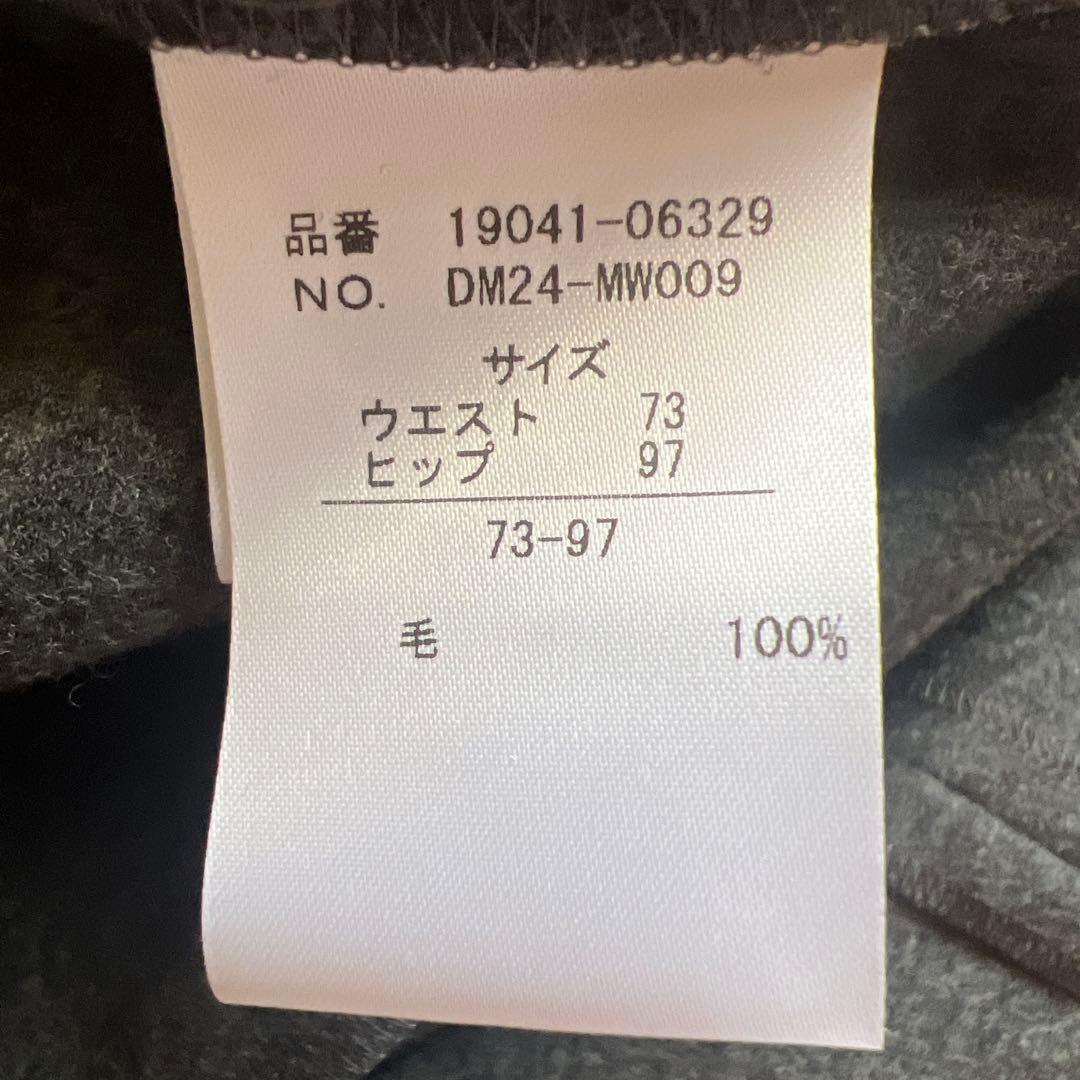 品番 19041-06329
NO. DM24-MW009
サイズ
ウエスト 73
ヒップ 97
73-97
毛 100%